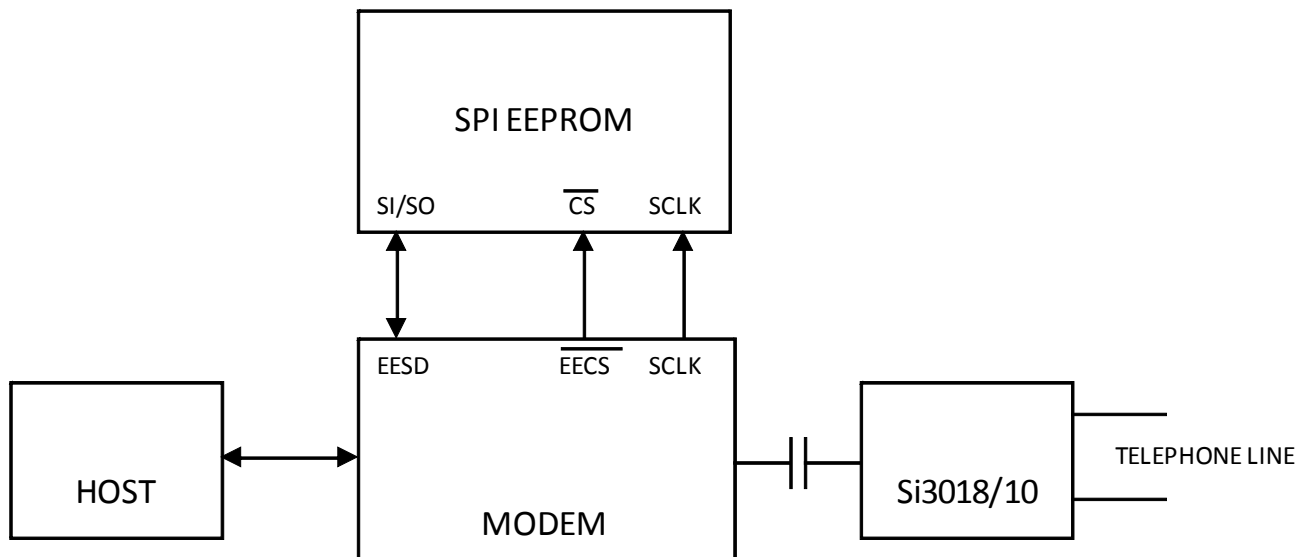 SPI EEPROM
SI/SO CS SCLK
EESD EECS SCLK
HOST
MODEM
Si3018/10
TELEPHONE LINE